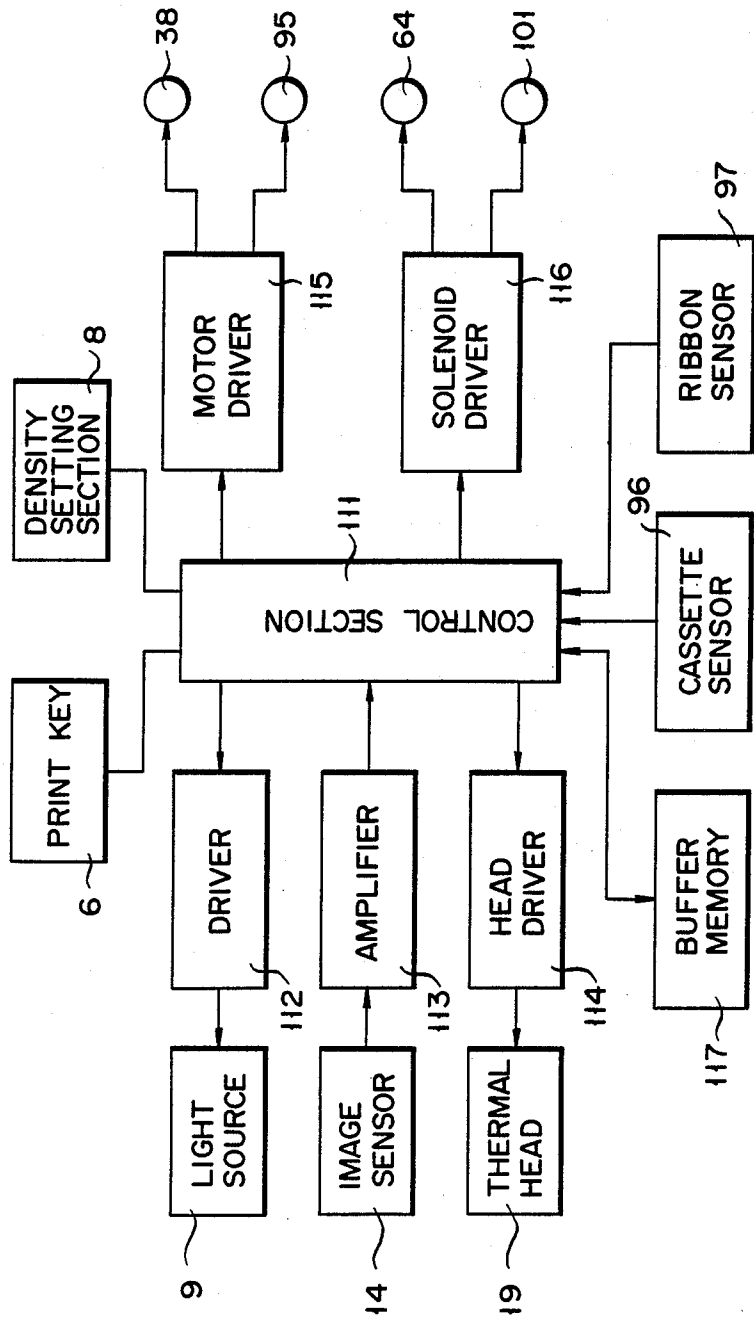 PRINT KEY
6
DENSITY
SETTING
SECTION
8
LIGHT
SOURCE
9
DRIVER
112
IMAGE
SENSOR
14
AMPLIFIER
113
THERMAL
HEAD
19
HEAD
DRIVER
114
CONTROL SECTION
111
MOTOR
DRIVER
115
38
95
SOLENOID
DRIVER
116
64
101
BUFFER
MEMORY
117
CASSETTE
SENSOR
96
RIBBON
SENSOR
97